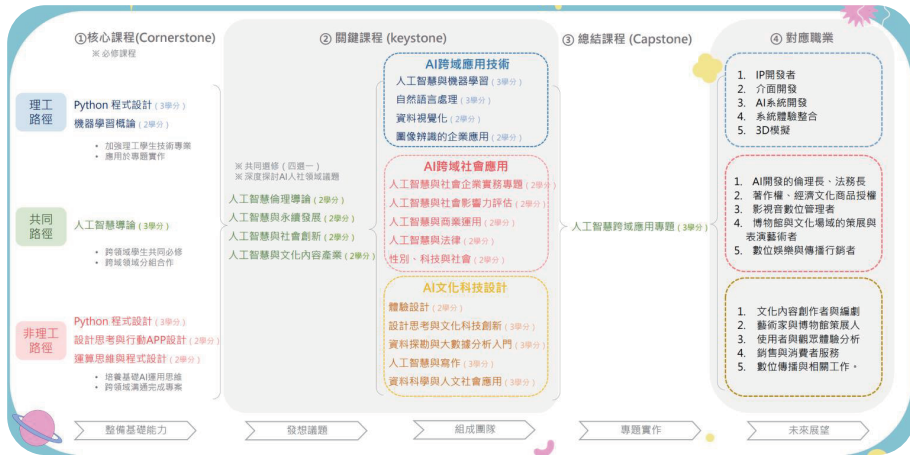 ①核心課程(Cornerstone)
※ 必修課程
② 關鍵課程 (keystone)
③ 總結課程 (Capstone)
④ 對應職業
理工
路徑
Python 程式設計 ( 3學分 )
機器學習概論 ( 2學分 )
• 加強理工學生技術專業
• 應用於專題實作
共同
路徑
人工智慧導論 ( 3學分 )
• 跨領域學生共同必修
• 跨域領域分組合作
非理工
路徑
Python 程式設計 ( 3學分 )
設計思考與行動APP設計 ( 2學分 )
運算思維與程式設計 ( 2學分 )
• 培養基礎AI運用思維
• 跨領域溝通完成專案
※ 共同選修 ( 四選一 )
※ 深度探討AI人社領域議題
人工智慧倫理導論 ( 2學分 )
人工智慧與永續發展 ( 2學分 )
人工智慧與社會創新 ( 2學分 )
人工智慧與文化內容產業 ( 2學分 )
AI跨域應用技術
人工智慧與機器學習 ( 3學分 )
自然語言處理 ( 3學分 )
資料視覺化 ( 2學分 )
圖像辨識的企業應用 ( 2學分 )
AI跨域社會應用
人工智慧與社會企業實務專題 ( 2學分 )
人工智慧與社會影響力評估 ( 2學分 )
人工智慧與商業運用 ( 2學分 )
人工智慧與法律 ( 2學分 )
性別、科技與社會 ( 2學分 )
AI文化科技設計
體驗設計 ( 2學分 )
設計思考與文化科技創新 ( 3學分 )
資料探勘與大數據分析入門 ( 3學分 )
人工智慧與寫作 ( 3學分 )
資料科學與人文社會應用 ( 3學分 )
人工智慧跨域應用專題 ( 3學分 )
1. IP開發者
2. 介面開發
3. AI系統開發
4. 系統體驗整合
5. 3D模擬
1. AI開發的倫理長、法務長
2. 著作權、經濟文化商品授權
3. 影視音數位管理者
4. 博物館與文化場域的策展與
表演藝術者
5. 數位娛樂與傳播行銷者
1. 文化內容創作者與編劇
2. 藝術家與博物館策展人
3. 使用者與觀眾體驗分析
4. 銷售與消費者服務
5. 數位傳播與相關工作。
整備基礎能力
發想議題
組成團隊
專題實作
未來展望